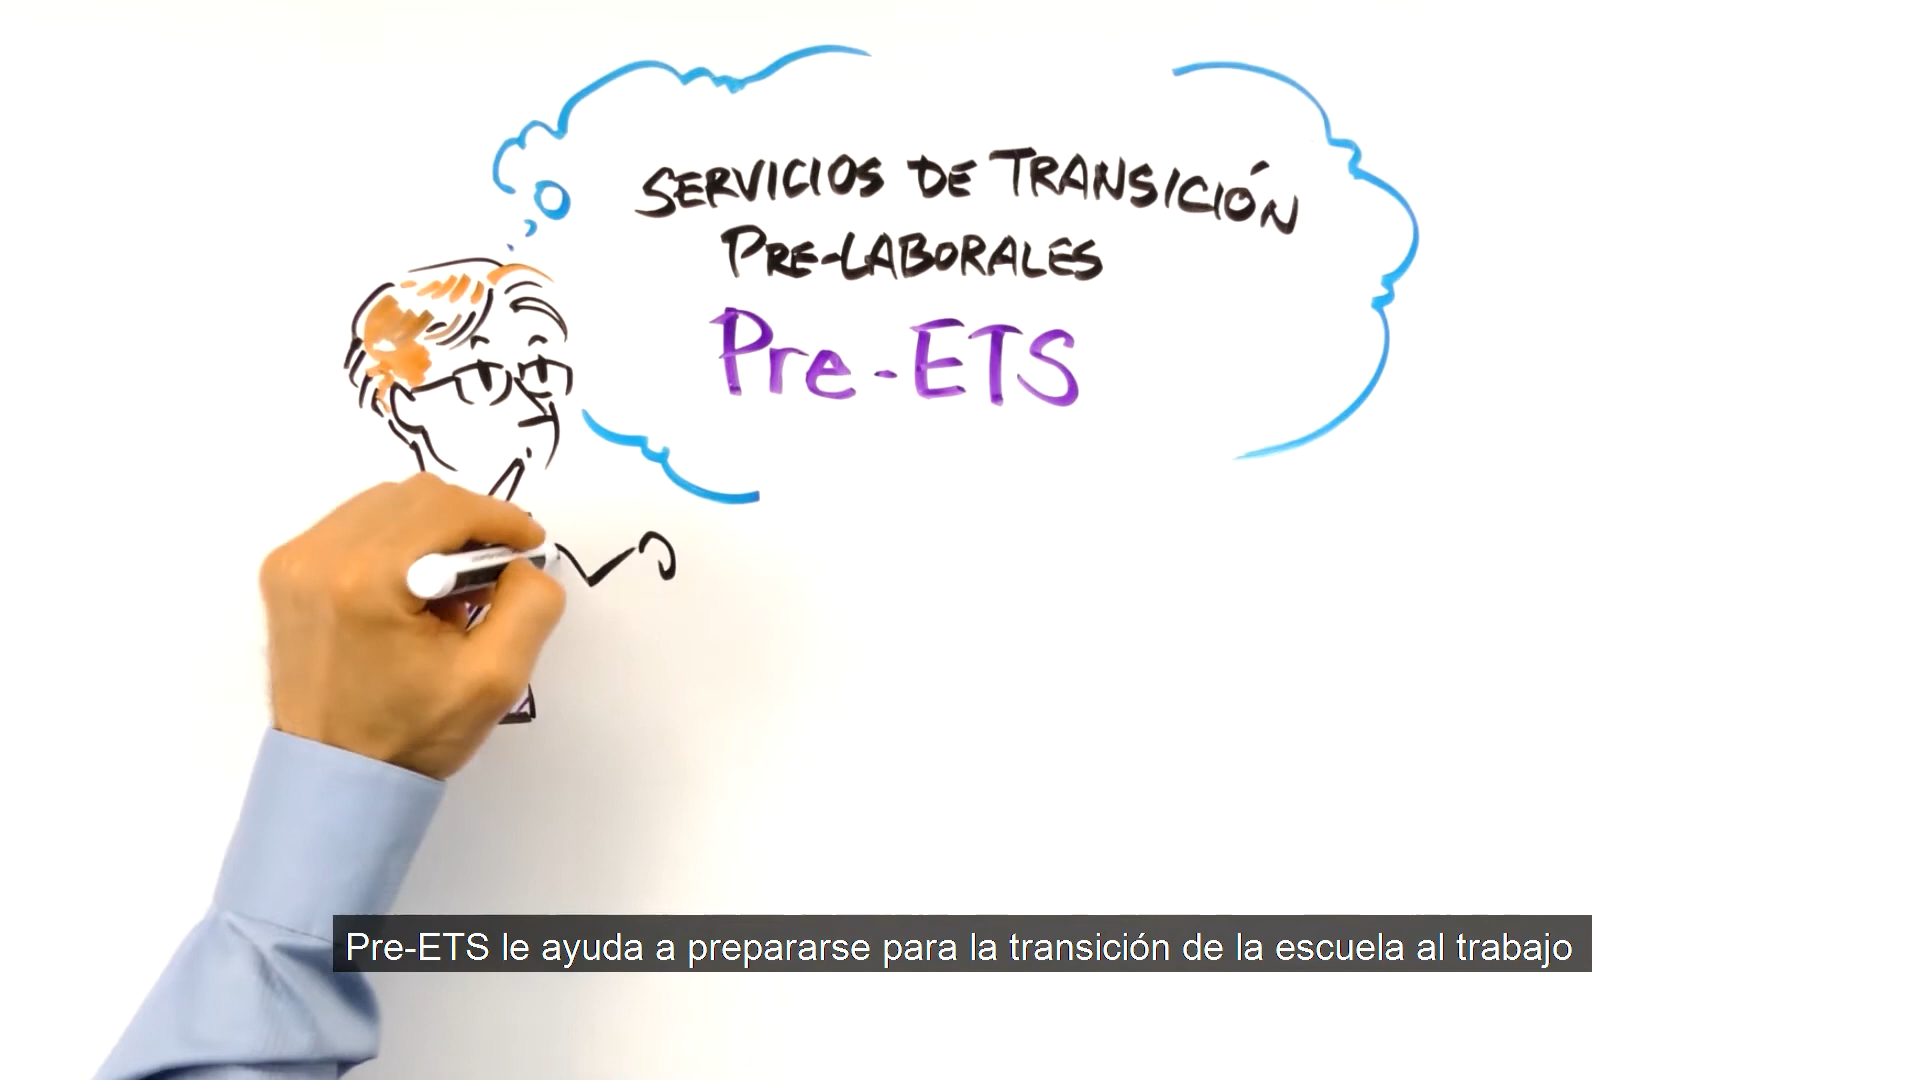 SERVICIOS DE TRANSICIÓN
PRE-LABORALES
Pre-ETS
Pre-ETS le ayuda a prepararse para la transición de la escuela al trabajo